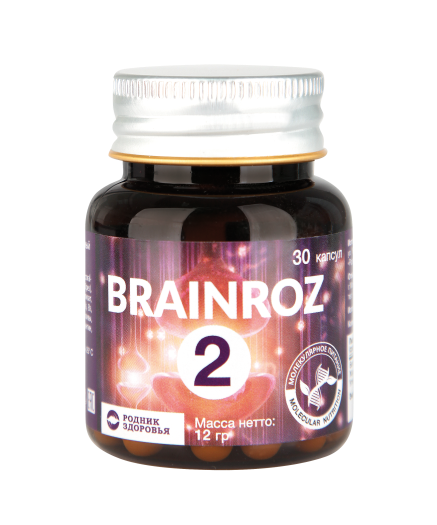 30 капсул
BRAINROZ
2
МОЛЕКУЛЯРНОЕ ПИТАНИЕ
MOLECULAR NUTRITION
РОДНИК
ЗДОРОВЬЯ
Масса нетто:
12 гр